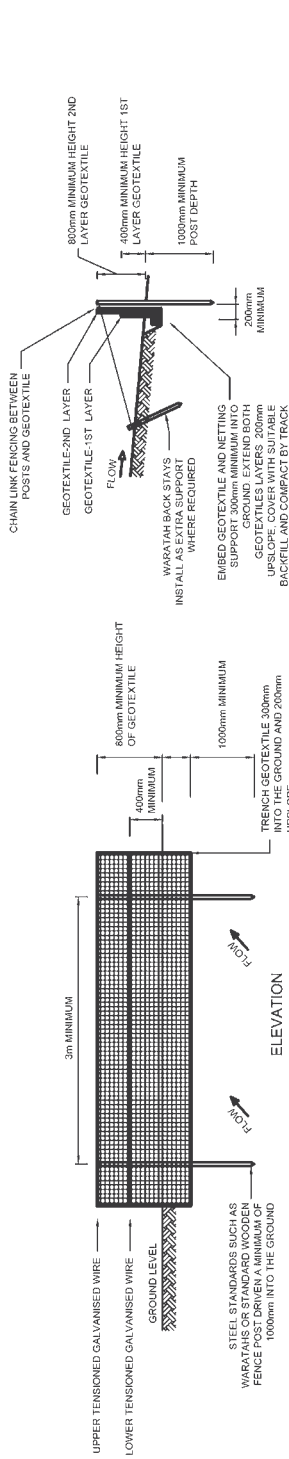 UPPER TENSIONED GALVANISED WIRE
LOWER TENSIONED GALVANISED WIRE
GROUND LEVEL
STEEL STANDARDS SUCH AS
WARATAHS OR STANDARD WOODEN
FENCE POST DRIVEN A MINIMUM OF
1000mm INTO THE GROUND
3m MINIMUM
FLOW
FLOW
ELEVATION
800mm MINIMUM HEIGHT
OF GEOTEXTILE
400mm
MINIMUM
1000mm MINIMUM
TRENCH GEOTEXTILE 300mm
INTO THE GROUND AND 200mm
CHAIN LINK FENCING BETWEEN
POSTS AND GEOTEXTILE
GEOTEXTILE-2ND LAYER
GEOTEXTILE-1ST LAYER
FLOW
WARATAH BACK STAYS
INSTALL AS EXTRA SUPPORT
WHERE REQUIRED
EMBED GEOTEXTILE AND NETTING
SUPPORT 300mm MINIMUM INTO
GROUND. EXTEND BOTH
GEOTEXTILES LAYERS 200mm
UPSLOPE, COVER WITH SUITABLE
BACKFILL AND COMPACT BY TRACK
800mm MINIMUM HEIGHT 2ND
LAYER GEOTEXTILE
400mm MINIMUM HEIGHT 1ST
LAYER GEOTEXTILE
1000mm MINIMUM
POST DEPTH
200mm
MINIMUM